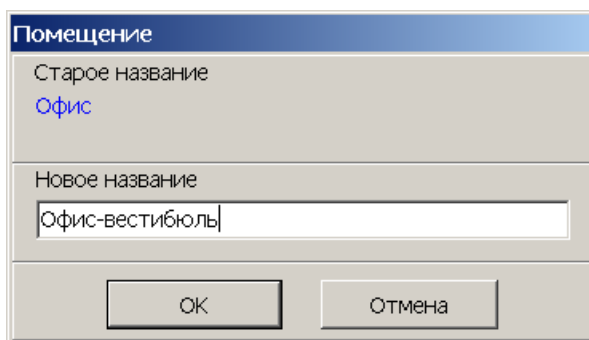 Помещение
Старое название
Офис
Новое название
Офис-вестибюль
OK
Отмена